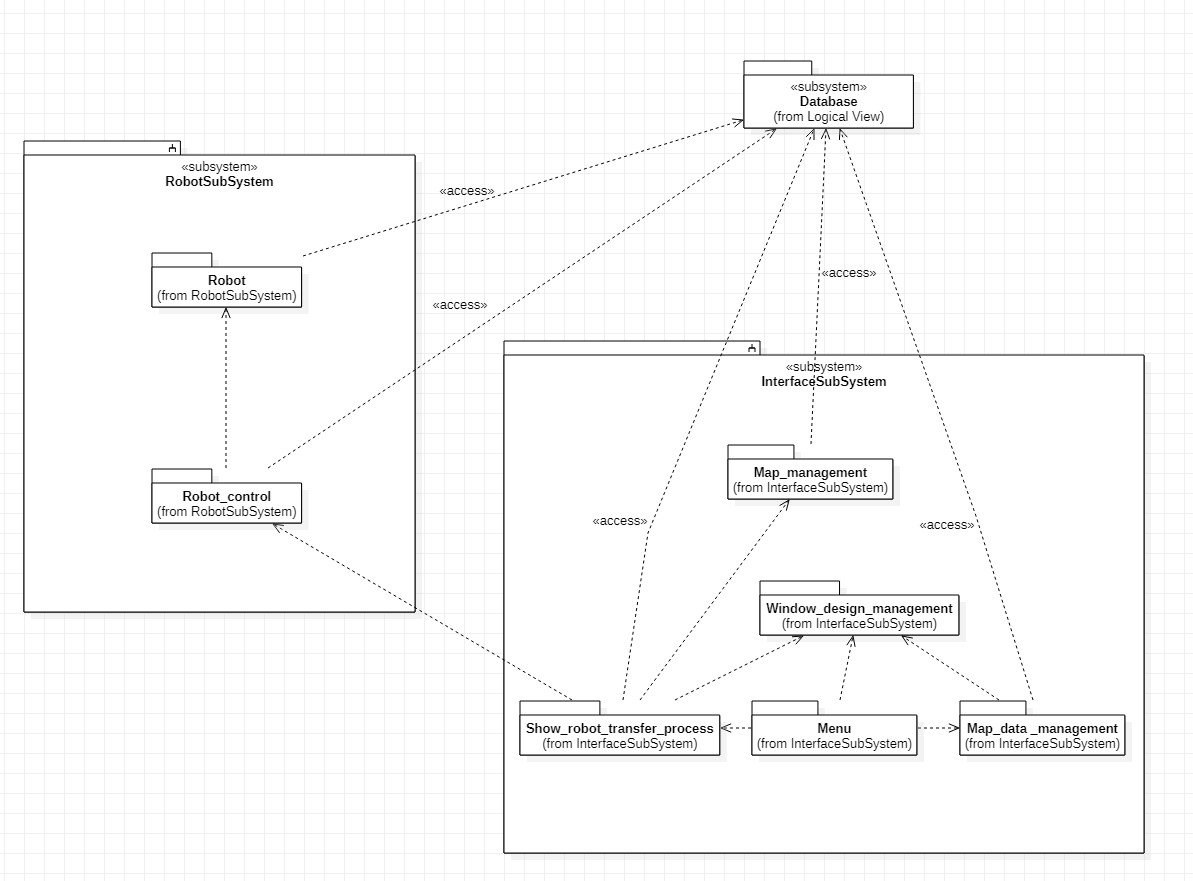 «subsystem»
Database
(from Logical View)
«subsystem»
RobotSubSystem
«access»
Robot
(from RobotSubSystem)
«access»
«access»
«subsystem»
InterfaceSubSystem
Map_management
(from InterfaceSubSystem)
Robot_control
(from RobotSubSystem)
«access»
«access»
Window_design_management
(from InterfaceSubSystem)
Show_robot_transfer_process
(from InterfaceSubSystem)
Menu
(from InterfaceSubSystem)
Map_data _management
(from InterfaceSubSystem)